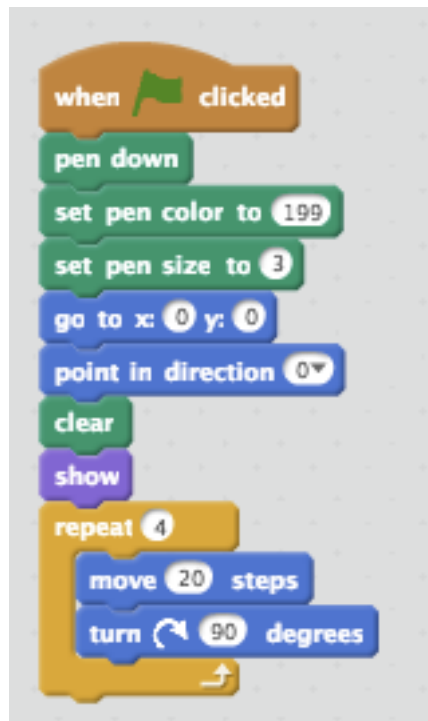 when clicked
pen down
set pen color to 199
set pen size to 3
go to x: 0 y: 0
point in direction 0
clear
show
repeat 4
move 20 steps
turn 90 degrees